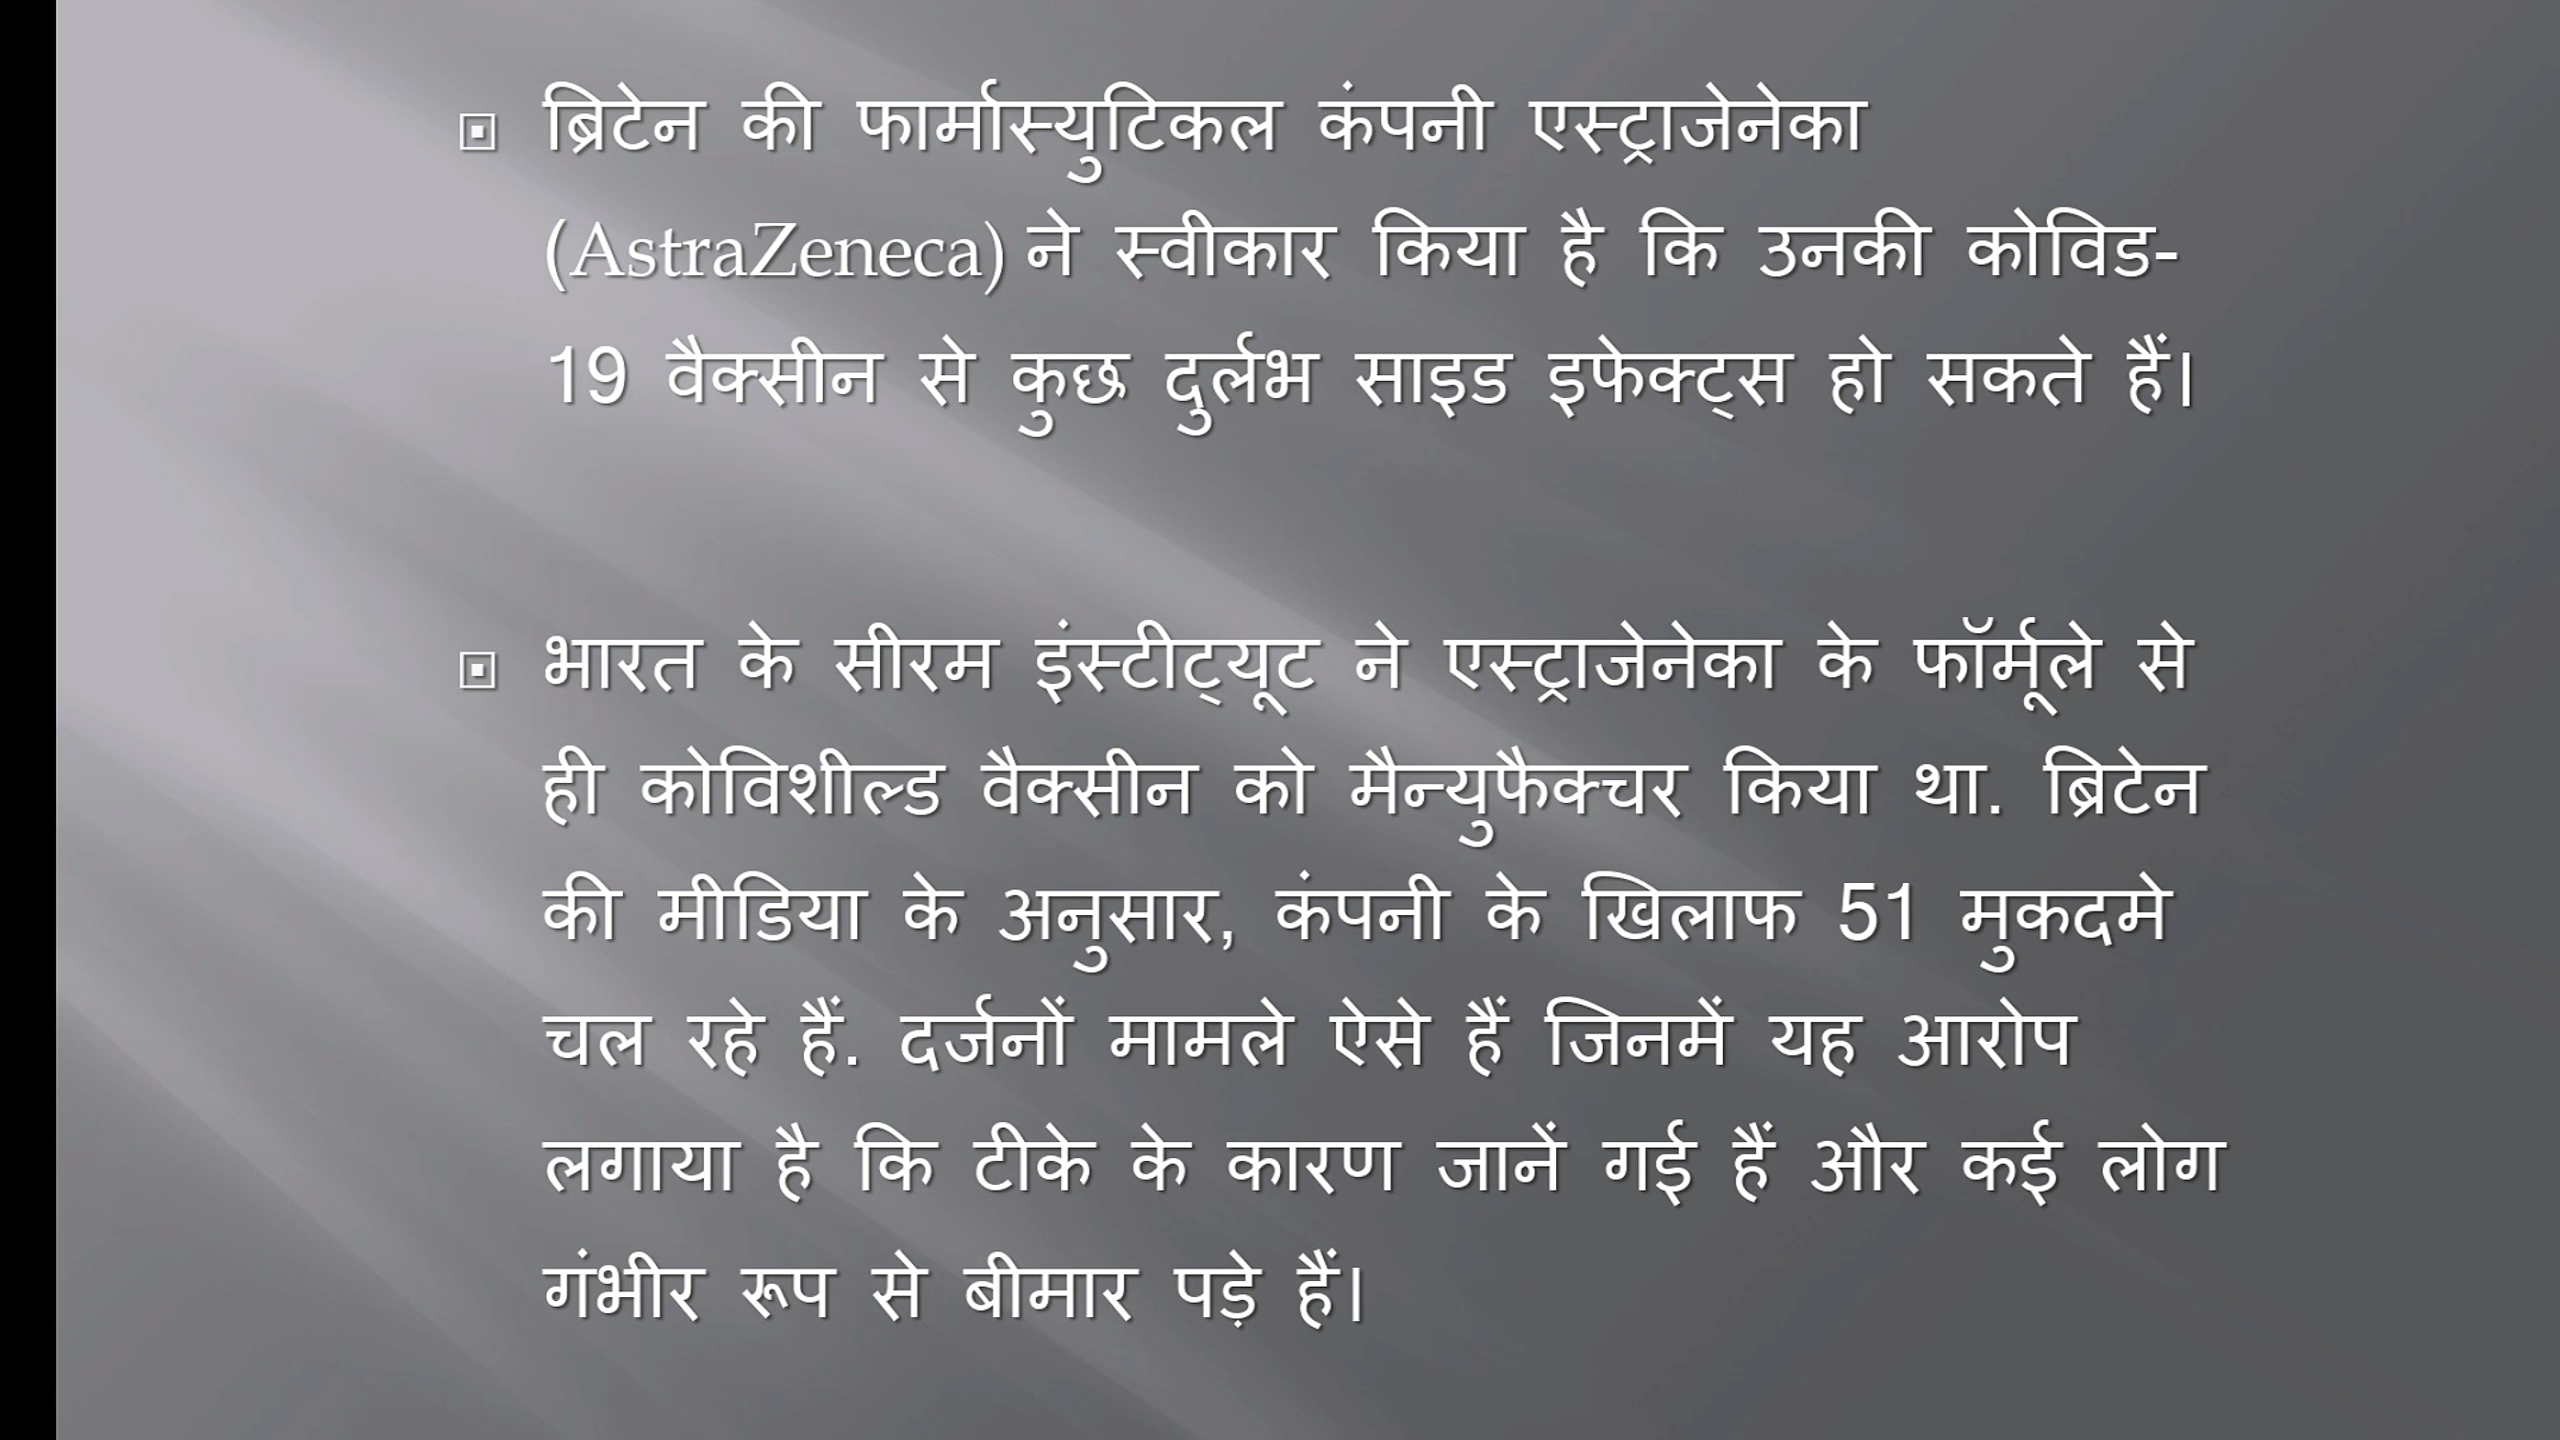 ब्रिटेन की फार्मास्युटिकल कंपनी एस्ट्राजेनेका
(AstraZeneca) ने स्वीकार किया है कि उनकी कोविड-
19 वैक्सीन से कुछ दुर्लभ साइड इफेक्ट्स हो सकते हैं।
भारत के सीरम इंस्टीट्यूट ने एस्ट्राजेनेका के फॉर्मूले से
ही कोविशील्ड वैक्सीन को मैन्युफैक्चर किया था. ब्रिटेन
की मीडिया के अनुसार, कंपनी के खिलाफ 51 मुकदमे
चल रहे हैं. दर्जनों मामले ऐसे हैं जिनमें यह आरोप
लगाया है कि टीके के कारण जानें गई हैं और कई लोग
गंभीर रूप से बीमार पड़े हैं।